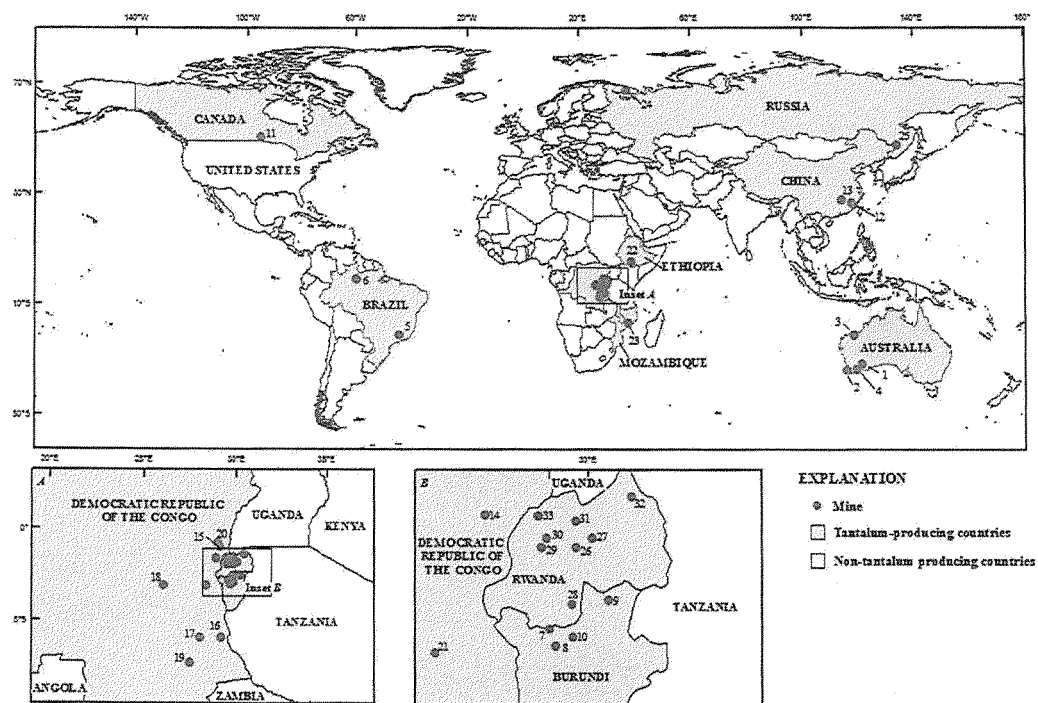 140°W 100°W 60°W 20°W 20°E 60°E 100°E 140°E
70°N
40°N
10°S
50°S
CANADA
11
UNITED STATES
RUSSIA
24
CHINA
13
12
22
ETHIOPIA
Inset A
6
BRAZIL
5
23
MOZAMBIQUE
3
AUSTRALIA
1
2
4
20°E 25°E 30°E 35°E
A
DEMOCRATIC REPUBLIC
OF THE CONGO
UGANDA
KENYA
0°
15
20
18
Inset B
5°S
17
16
19
TANZANIA
ANGOLA
ZAMBIA
30°E
B
UGANDA
32
14
33
31
DEMOCRATIC
REPUBLIC OF
THE CONGO
30
27
29
26
RWANDA
28
9
TANZANIA
7
10
8
21
BURUNDI
EXPLANATION
Mine
Tantalum-producing countries
Non-tantalum producing countries